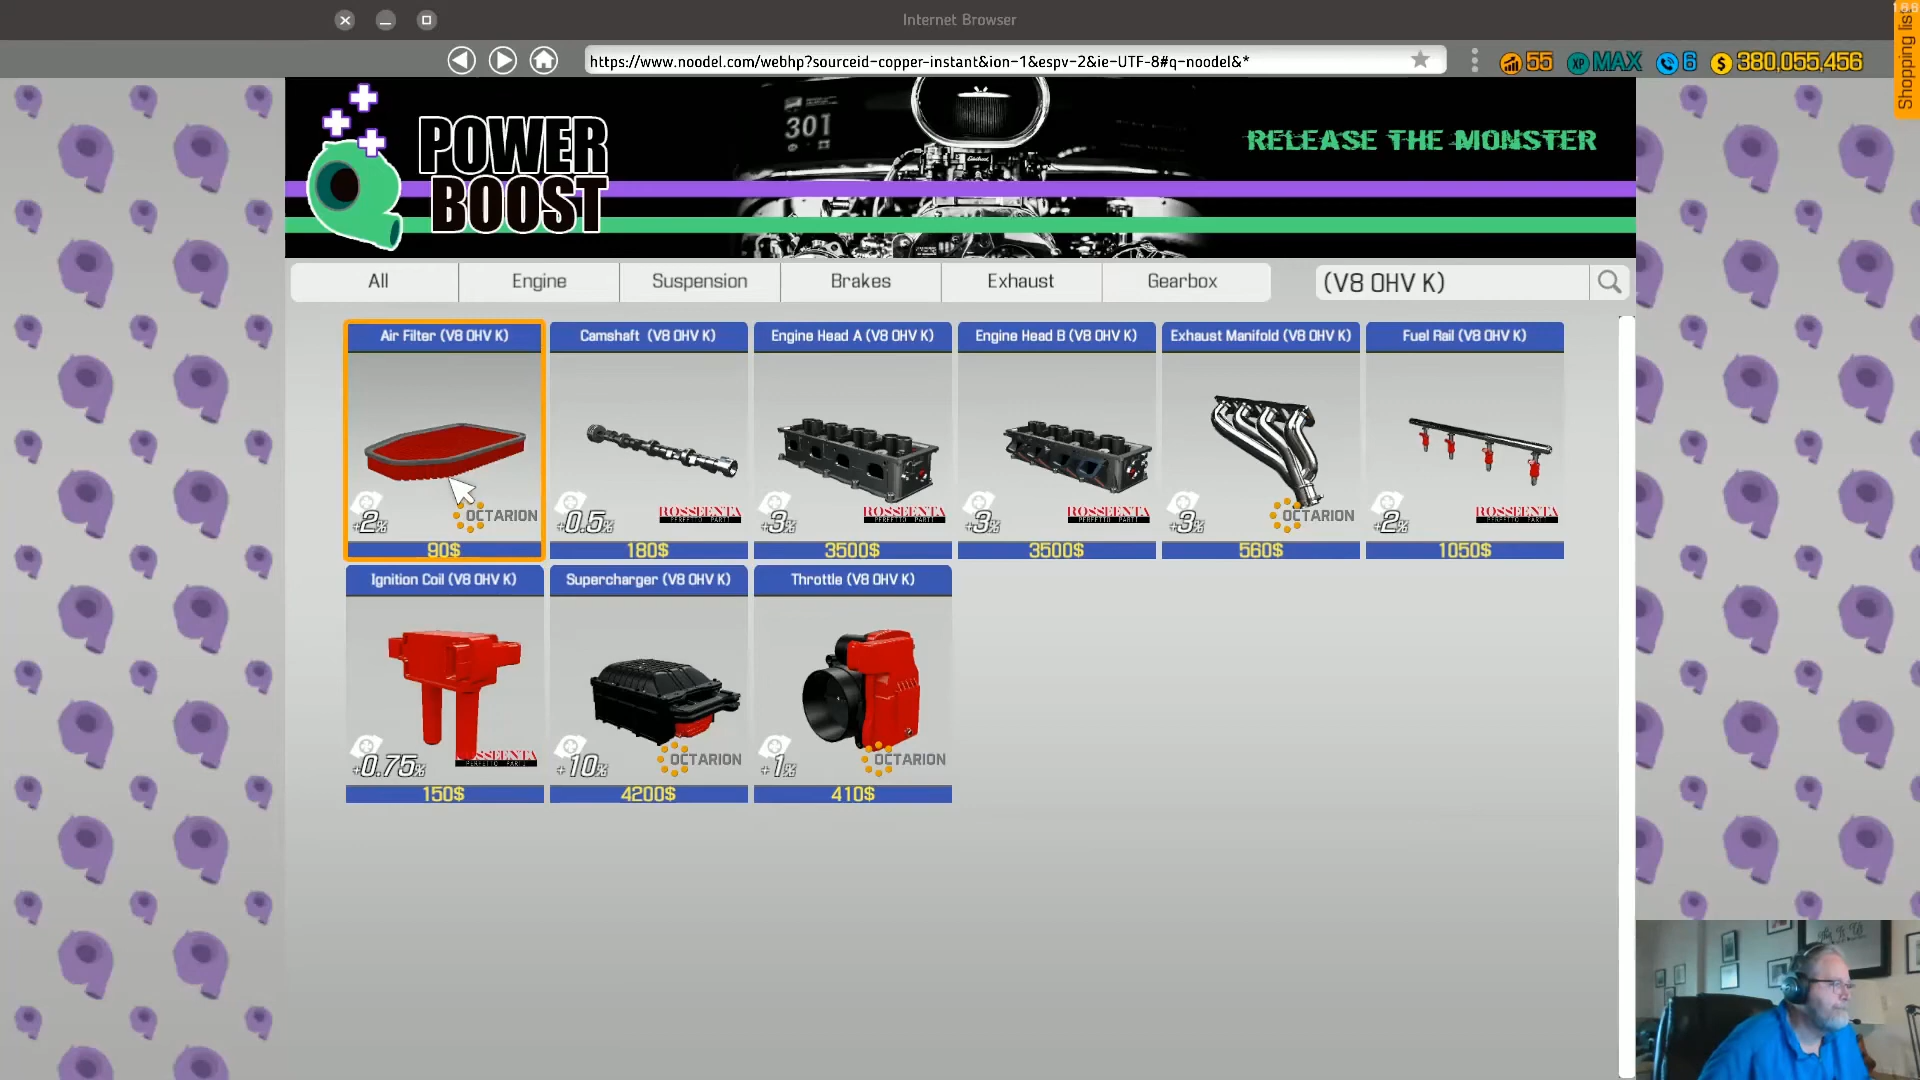 Internet Browser
https://www.noodel.com/webhp?sourceid-copper-instant&ion-1&espv-2&ie-UTF-8#q-noodel&*
55 XP MAX 6 $ 380,055,456
Shopping list
POWER
BOOST
301
RELEASE THE MONSTER
All Engine Suspension Brakes Exhaust Gearbox (V8 OHV K)
Air Filter (V8 OHV K) Camshaft (V8 OHV K) Engine Head A (V8 OHV K) Engine Head B (V8 OHV K) Exhaust Manifold (V8 OHV K) Fuel Rail (V8 OHV K)
+2% OCTARION +0.5% ROSSEENTA PERFETTO PARTI +3% ROSSEENTA PERFETTO PARTI +3% ROSSEENTA PERFETTO PARTI +3% OCTARION +2% ROSSEENTA PERFETTO PARTI
90$ 180$ 3500$ 3500$ 560$ 1050$
Ignition Coil (V8 OHV K) Supercharger (V8 OHV K) Throttle (V8 OHV K)
+0.75% ROSSEENTA PERFETTO PARTI +10% OCTARION +1% OCTARION
150$ 4200$ 410$